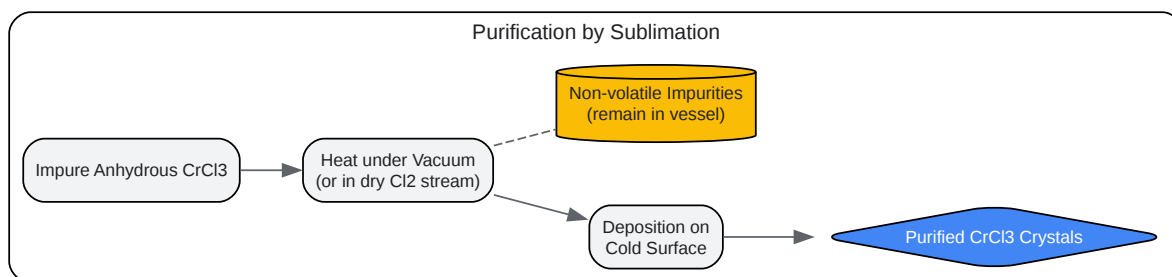 Purification by Sublimation
Non-volatile Impurities
(remain in vessel)
Impure Anhydrous CrCl3
Heat under Vacuum
(or in dry Cl2 stream)
Deposition on
Cold Surface
Purified CrCl3 Crystals